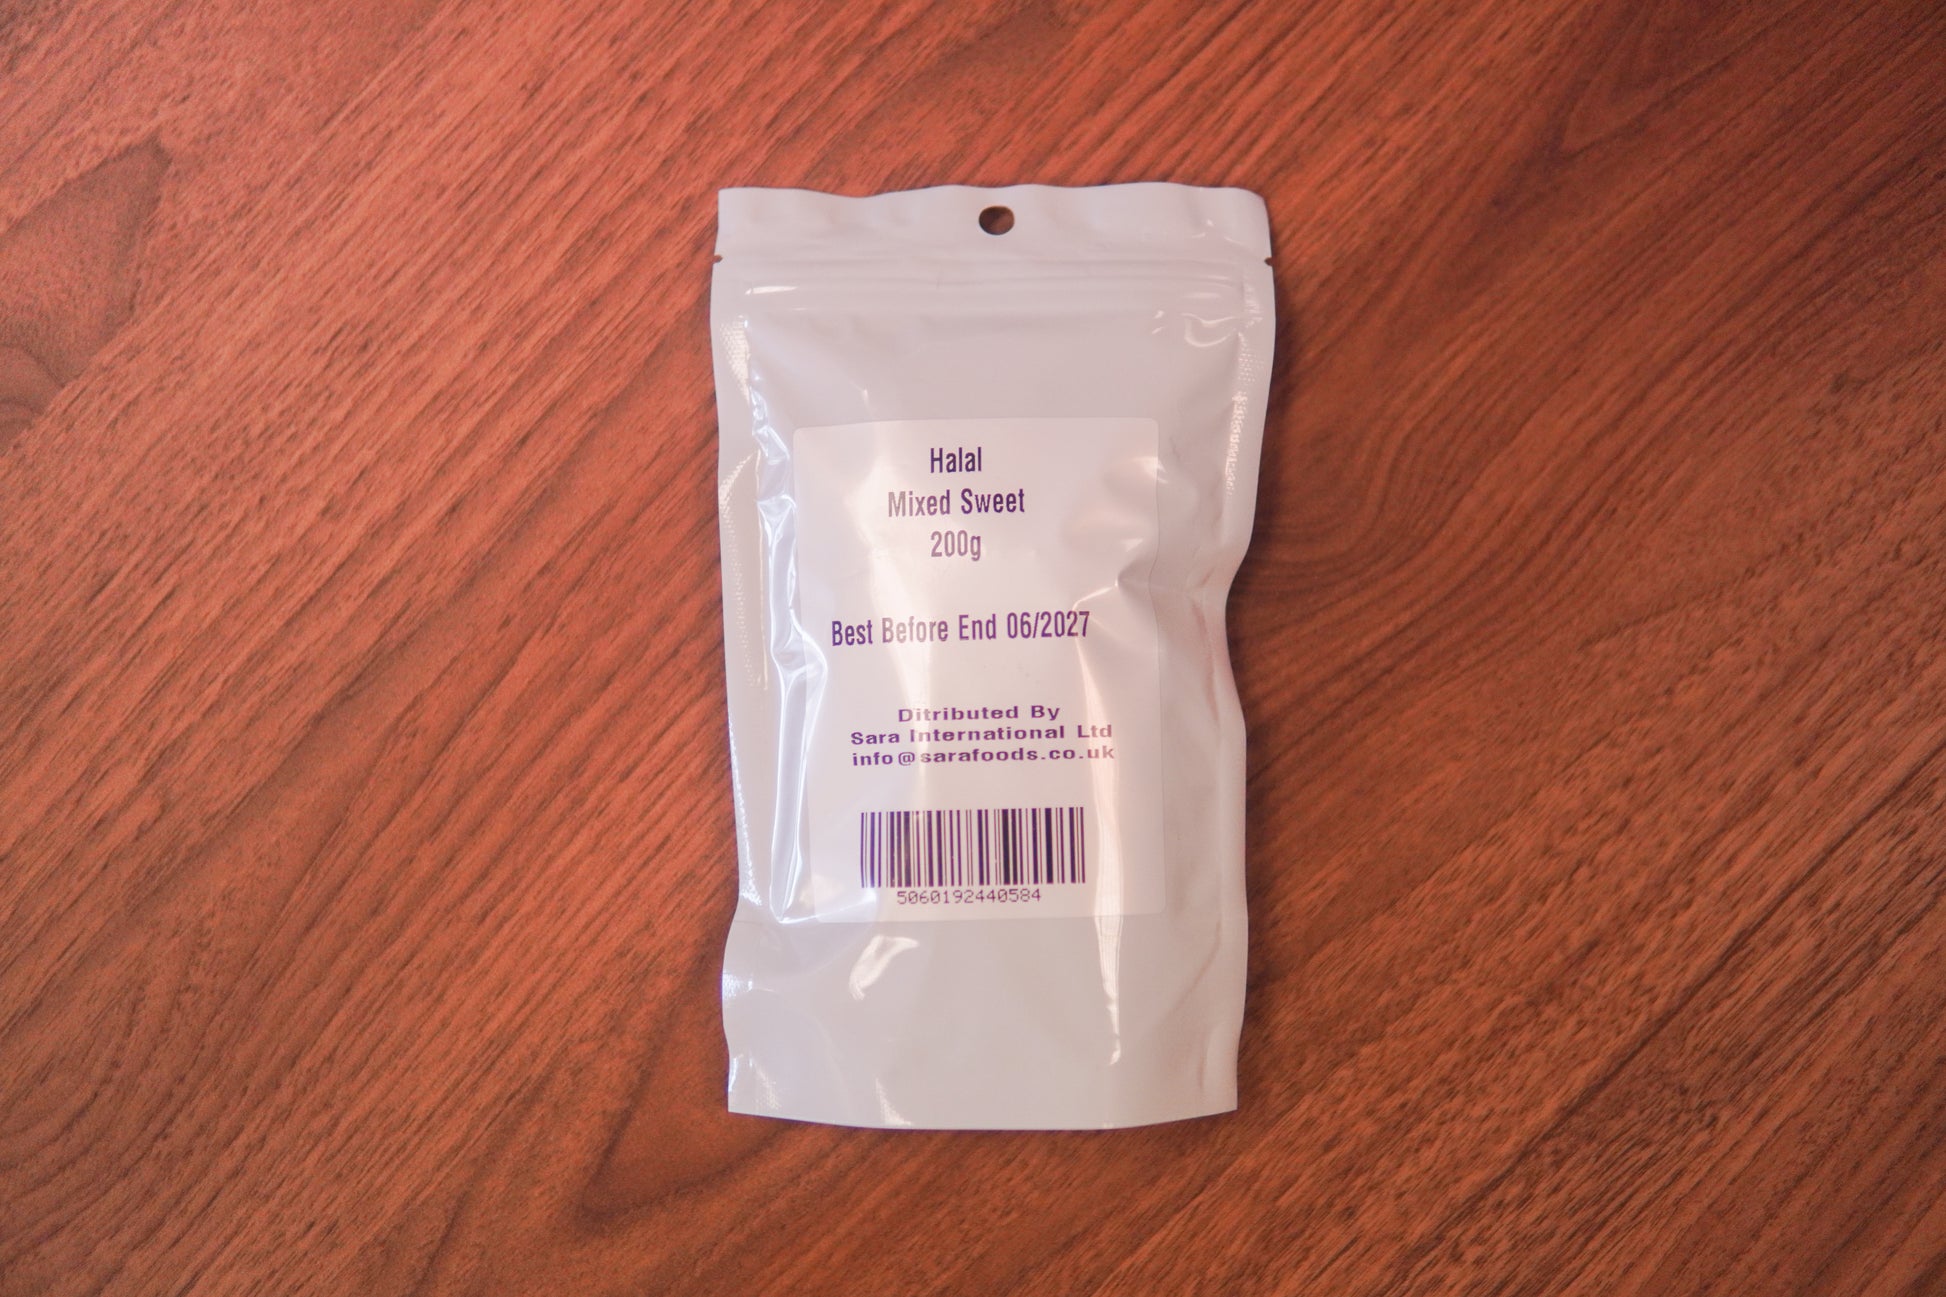 Halal
Mixed Sweet
200g
Best Before End 06/2027
Ditributed By
Sara International Ltd
info@sarafoods.co.uk
5060192440584